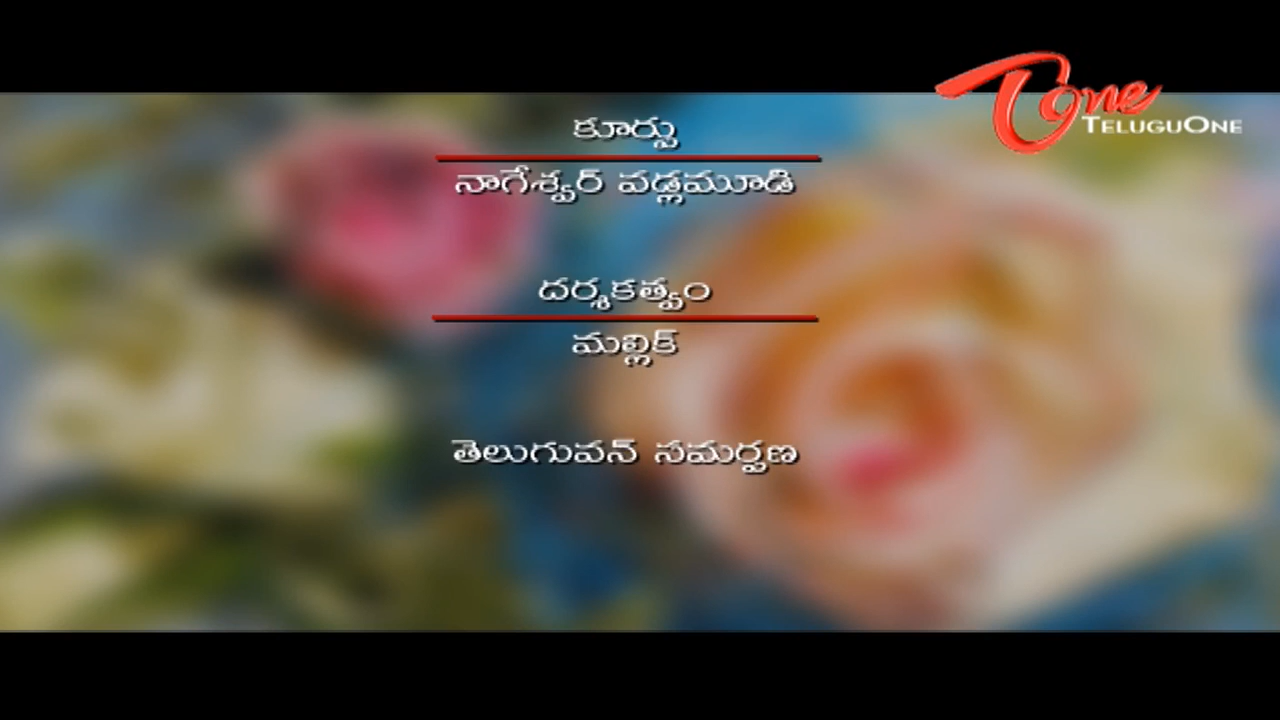 One
TELUGUONE
కూర్పు
నాగేశ్వర్ వడ్లమూడి
దర్శకత్వం
మల్లిక్
తెలుగువన్ సమర్పణ